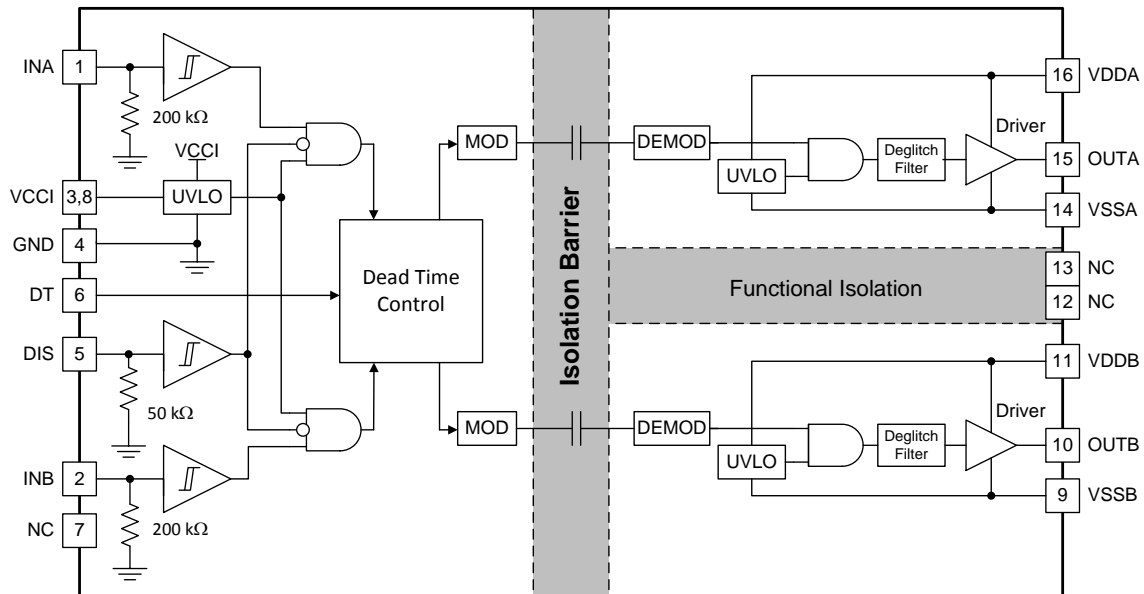 INA
1
200 kΩ
VCCI
VCCI
3,8
UVLO
GND
4
DT
6
DIS
5
50 kΩ
INB
2
200 kΩ
NC
7
Dead Time
Control
MOD
MOD
Isolation Barrier
DEMOD
UVLO
Deglitch
Filter
Driver
16
VDDA
15
OUTA
14
VSSA
Functional Isolation
13
NC
12
NC
DEMOD
UVLO
Deglitch
Filter
Driver
11
VDDB
10
OUTB
9
VSSB